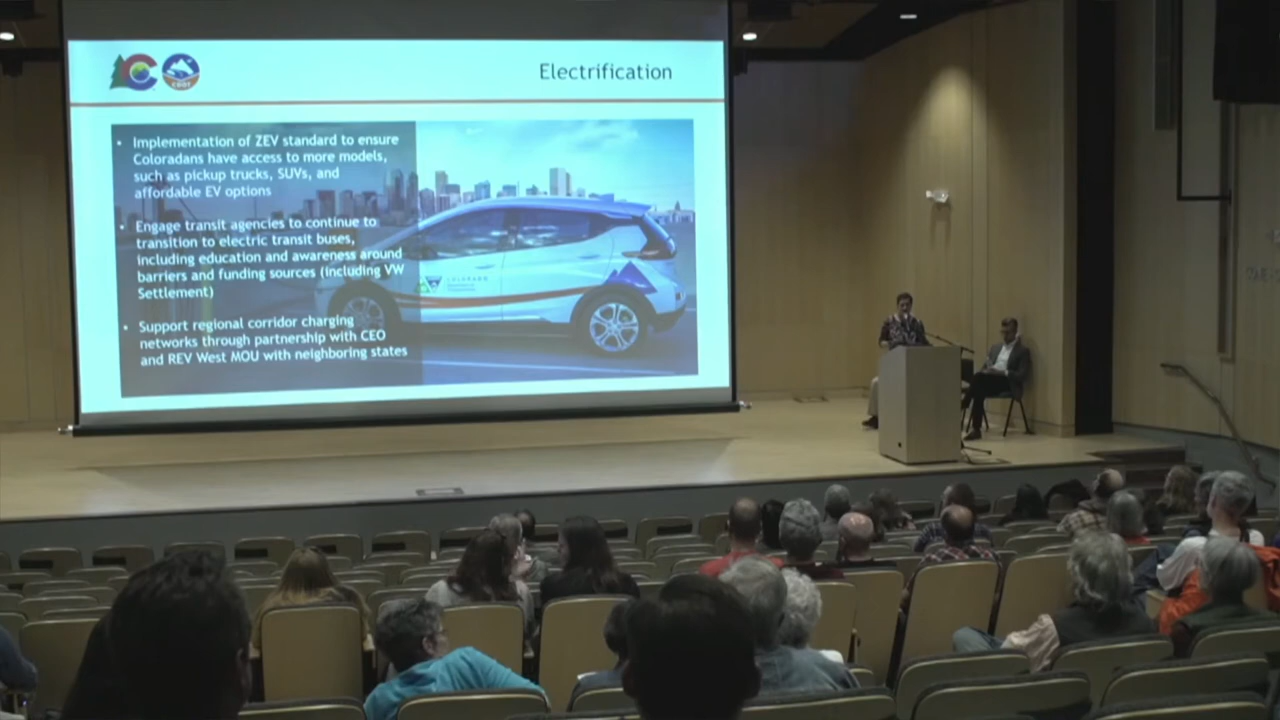 CDOT
Electrification
• Implementation of ZEV standard to ensure
Coloradans have access to more models,
such as pickup trucks, SUVs, and
affordable EV options
• Engage transit agencies to continue to
transition to electric transit buses,
including education and awareness around
barriers and funding sources (including VW
Settlement)
• Support regional corridor charging
networks through partnership with CEO
and REV West MOU with neighboring states
COLORADO